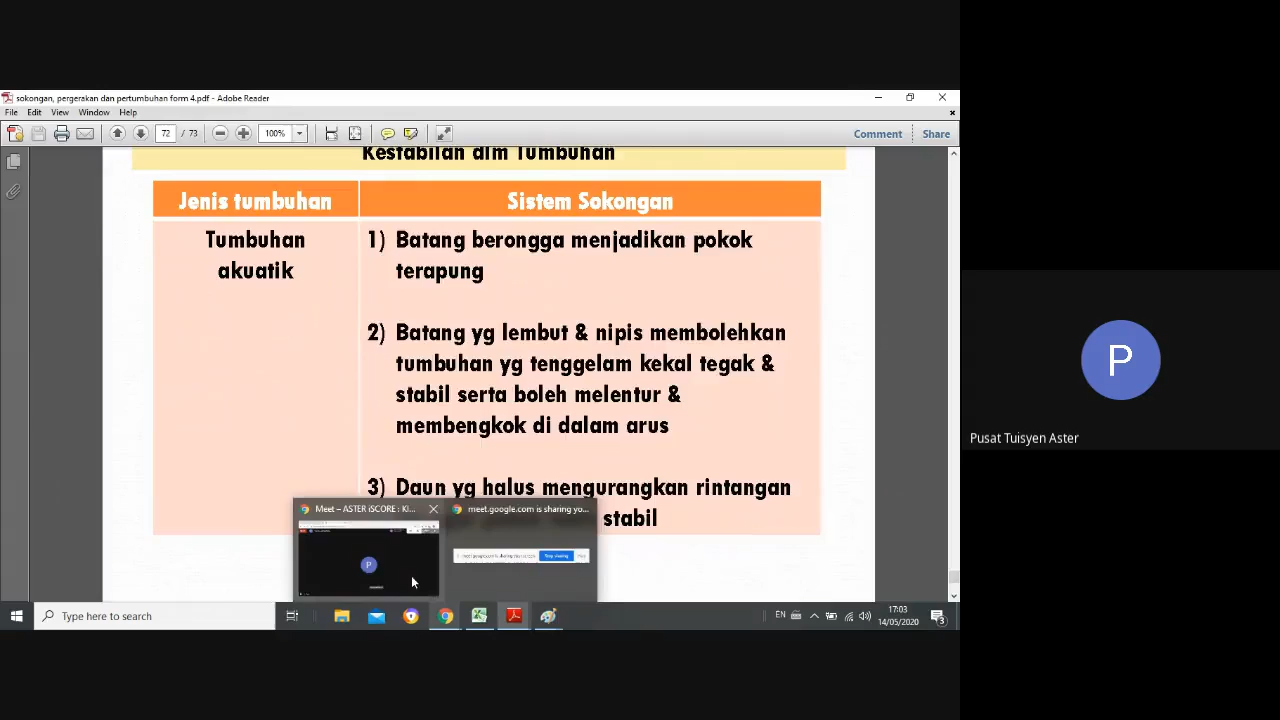 sokongan, pergerakan dan pertumbuhan form 4.pdf - Adobe Reader
File Edit View Window Help
72 / 73 100% Comment Share
Kestabilan dlm Tumbuhan
Jenis tumbuhan Sistem Sokongan
Tumbuhan
akuatik
1) Batang berongga menjadikan pokok
terapung
2) Batang yg lembut & nipis membolehkan
tumbuhan yg tenggelam kekal tegak &
stabil serta boleh melentur &
membengkok di dalam arus
3) Daun yg halus mengurangkan rintangan
stabil
Meet – ASTER iSCORE : Kl... meet.google.com is sharing yo...
P
Stop sharing
P
Pusat Tuisyen Aster
Type here to search
EN
17:03
14/05/2020
3